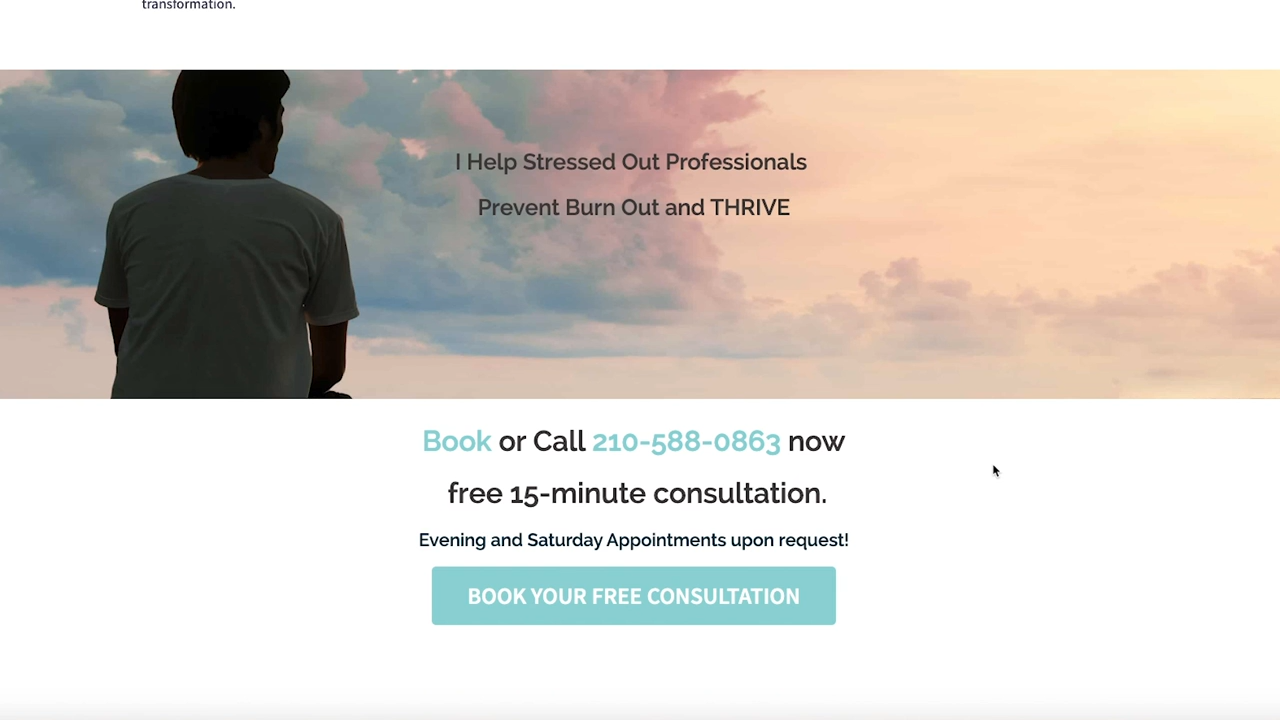 transformation.
I Help Stressed Out Professionals
Prevent Burn Out and THRIVE
Book or Call 210-588-0863 now
free 15-minute consultation.
Evening and Saturday Appointments upon request!
BOOK YOUR FREE CONSULTATION